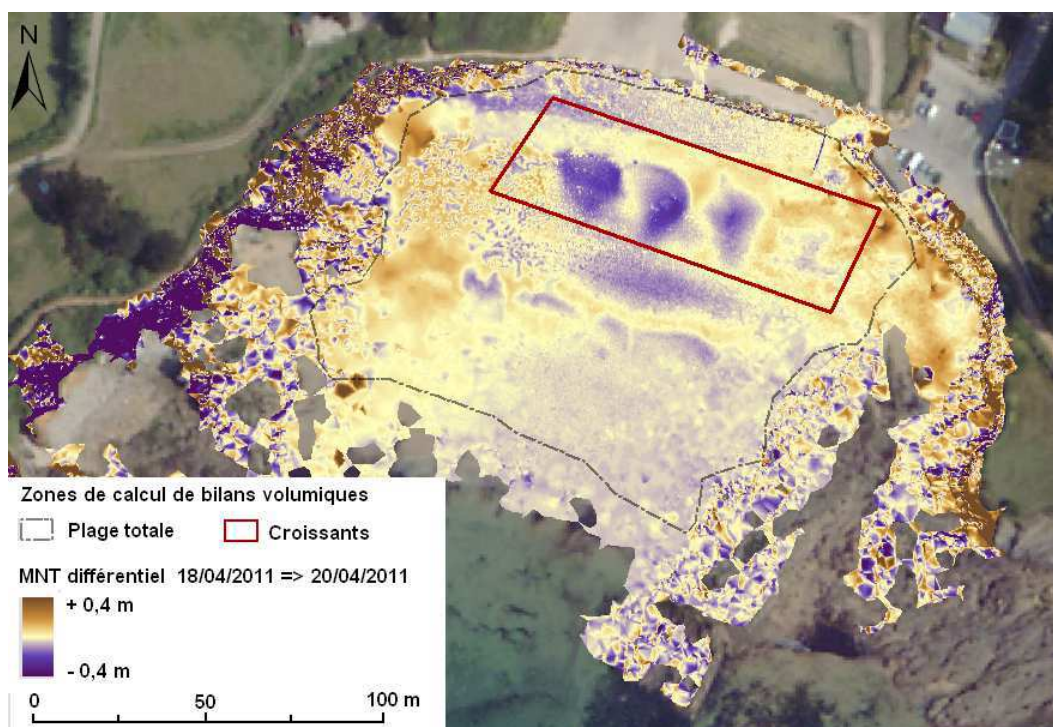 N
Zones de calcul de bilans volumiques
Plage totale Croissants
MNT différentiel 18/04/2011 => 20/04/2011
+ 0,4 m
- 0,4 m
0 50 100 m